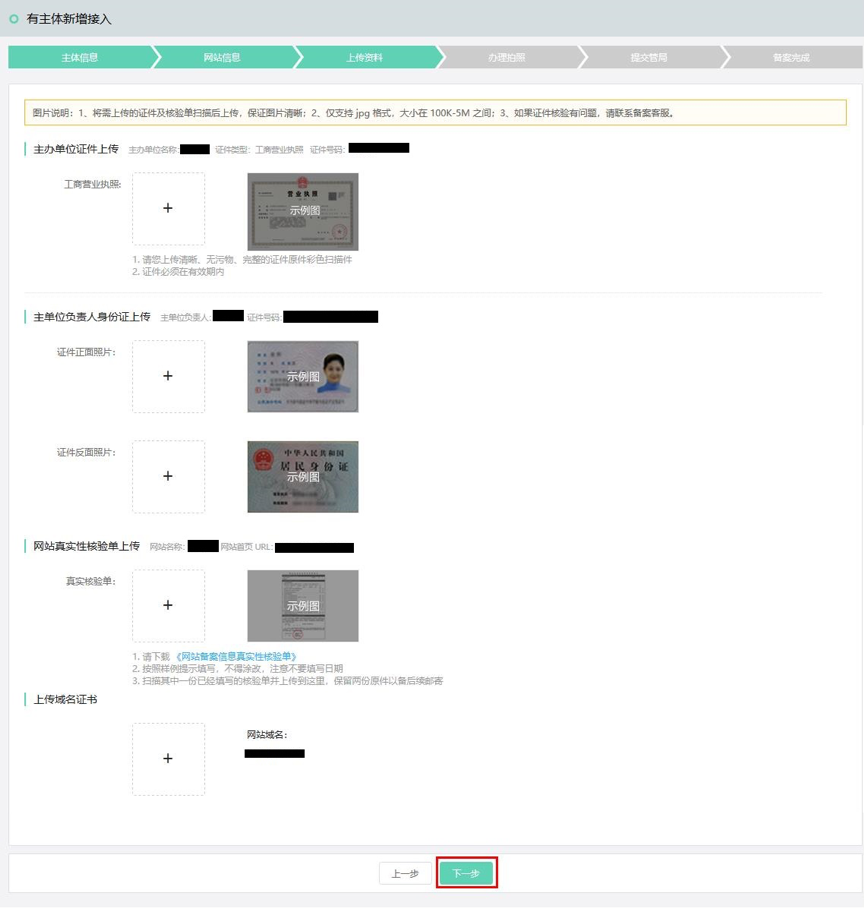 有主体新增接入
主体信息 网站信息 上传资料 办理拍照 提交管局 备案完成
图片说明：1、将需上传的证件及核验单扫描后上传，保证图片清晰；2、仅支持 jpg 格式，大小在 100K-5M 之间；3、如果证件核验有问题，请联系备案客服。
主办单位证件上传 主办单位名称: 证件类型：工商营业执照 证件号码:
工商营业执照:
+
营业执照
示例图
1. 请您上传清晰、无污物、完整的证件原件彩色扫描件
2. 证件必须在有效期内
主单位负责人身份证上传 主单位负责人: 证件号码:
证件正面照片:
+
示例图
证件反面照片:
+
中华人民共和国
居民身份证
示例图
网站真实性核验单上传 网站名称: 网站首页 URL:
真实核验单:
+
示例图
1. 请下载 《网站备案信息真实性核验单》
2. 按照样例提示填写，不得涂改，注意不要填写日期
3. 扫描其中一份已经填写的核验单并上传到这里，保留两份原件以备后续邮寄
上传域名证书
+
网站域名：
上一步 下一步